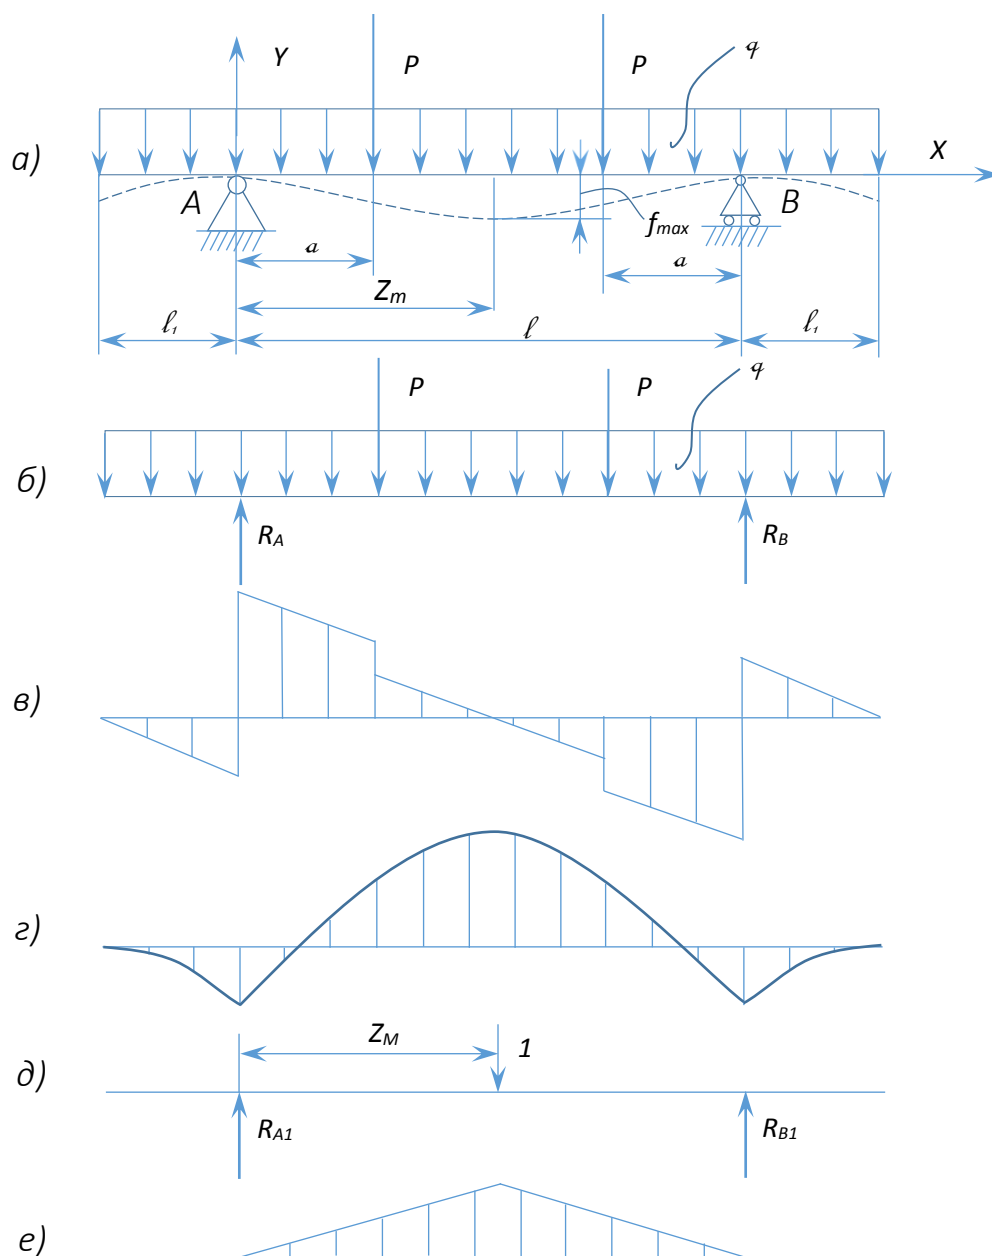 Y
P
P
q
а)
X
A
B
fmax
a
a
Zm
ℓ₁
ℓ
ℓ₁
P
P
q
б)
RA
RB
в)
г)
ZM
1
д)
RA1
RB1
е)